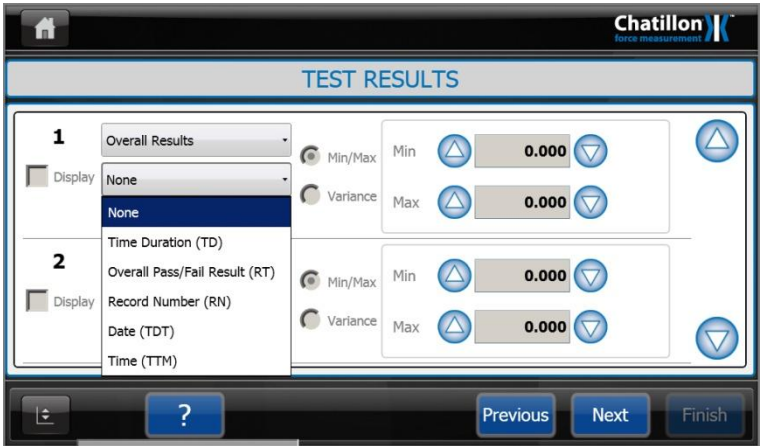 Chatillon
force measurement
TEST RESULTS
1
Overall Results
Display
None
Min/Max
Variance
Min
0.000
Max
0.000
None
Time Duration (TD)
Overall Pass/Fail Result (RT)
Record Number (RN)
Date (TDT)
Time (TTM)
2
Display
Min/Max
Variance
Min
0.000
Max
0.000
?
Previous
Next
Finish